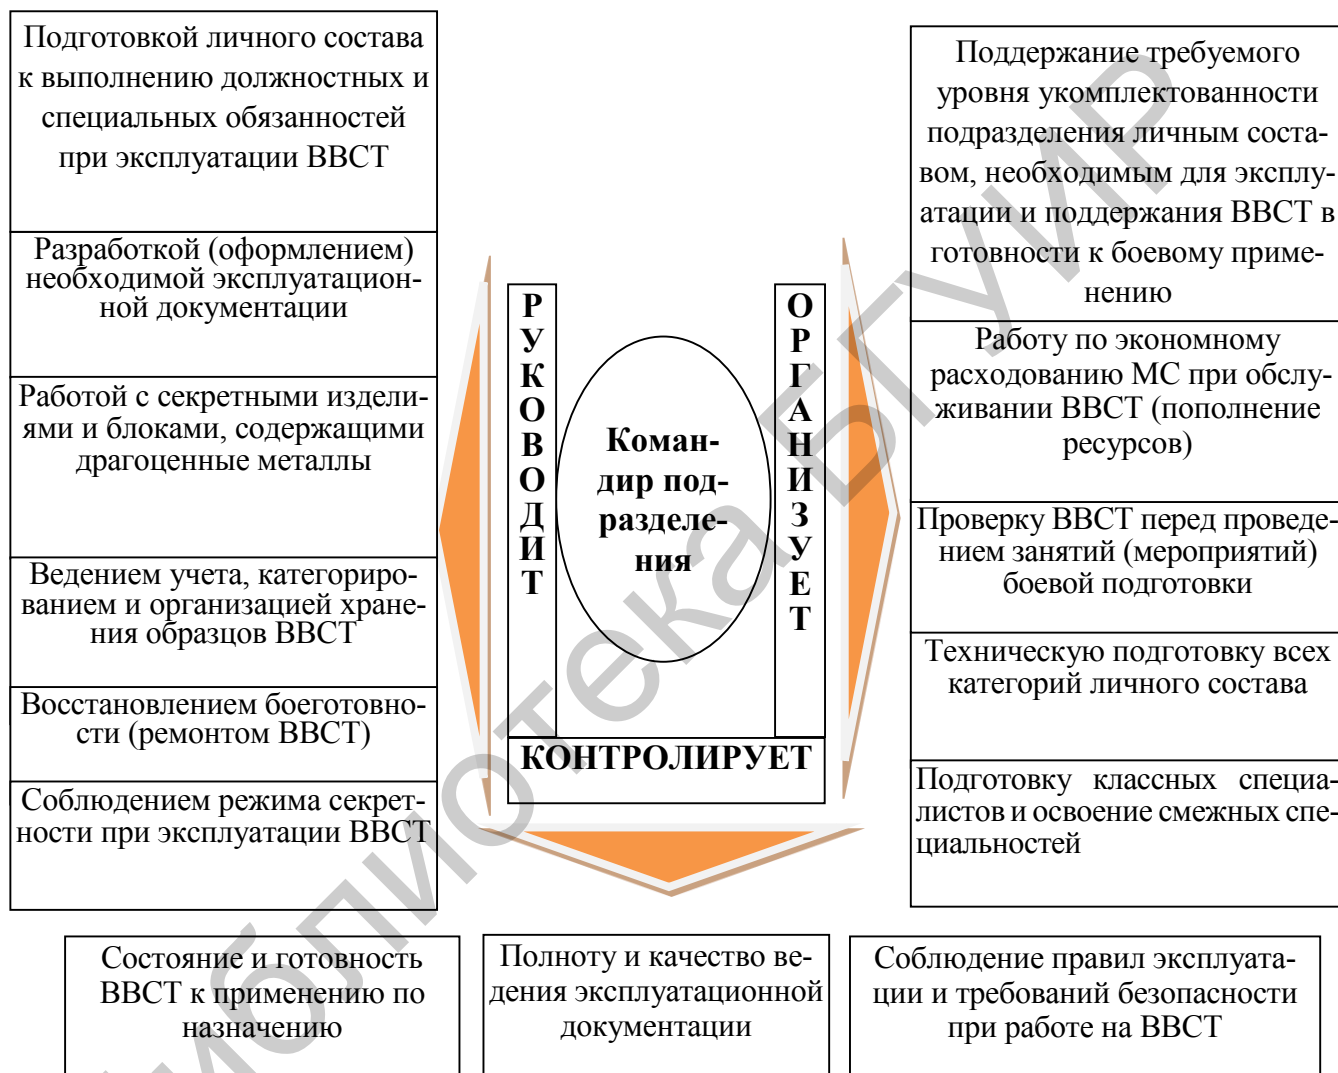 Подготовкой личного состава
к выполнению должностных и
специальных обязанностей
при эксплуатации ВВСТ
Разработкой (оформлением)
необходимой эксплуатацион-
ной документации
Работой с секретными издели-
ями и блоками, содержащими
драгоценные металлы
Ведением учета, категориро-
ванием и организацией хране-
ния образцов ВВСТ
Восстановлением боеготовно-
сти (ремонтом ВВСТ)
Соблюдением режима секрет-
ности при эксплуатации ВВСТ
РУКОВОДИТ
Коман-
дир под-
разделе-
ния
ОРГАНИЗУЕТ
КОНТРОЛИРУЕТ
Поддержание требуемого
уровня укомплектованности
подразделения личным соста-
вом, необходимым для эксплу-
атации и поддержания ВВСТ в
готовности к боевому приме-
нению
Работу по экономному
расходованию МС при обслу-
живании ВВСТ (пополнение
ресурсов)
Проверку ВВСТ перед проведе-
нием занятий (мероприятий)
боевой подготовки
Техническую подготовку всех
категорий личного состава
Подготовку классных специа-
листов и освоение смежных спе-
циальностей
Состояние и готовность
ВВСТ к применению по
назначению
Полноту и качество ве-
дения эксплуатационной
документации
Соблюдение правил эксплуата-
ции и требований безопасности
при работе на ВВСТ
блиотека БГУИР